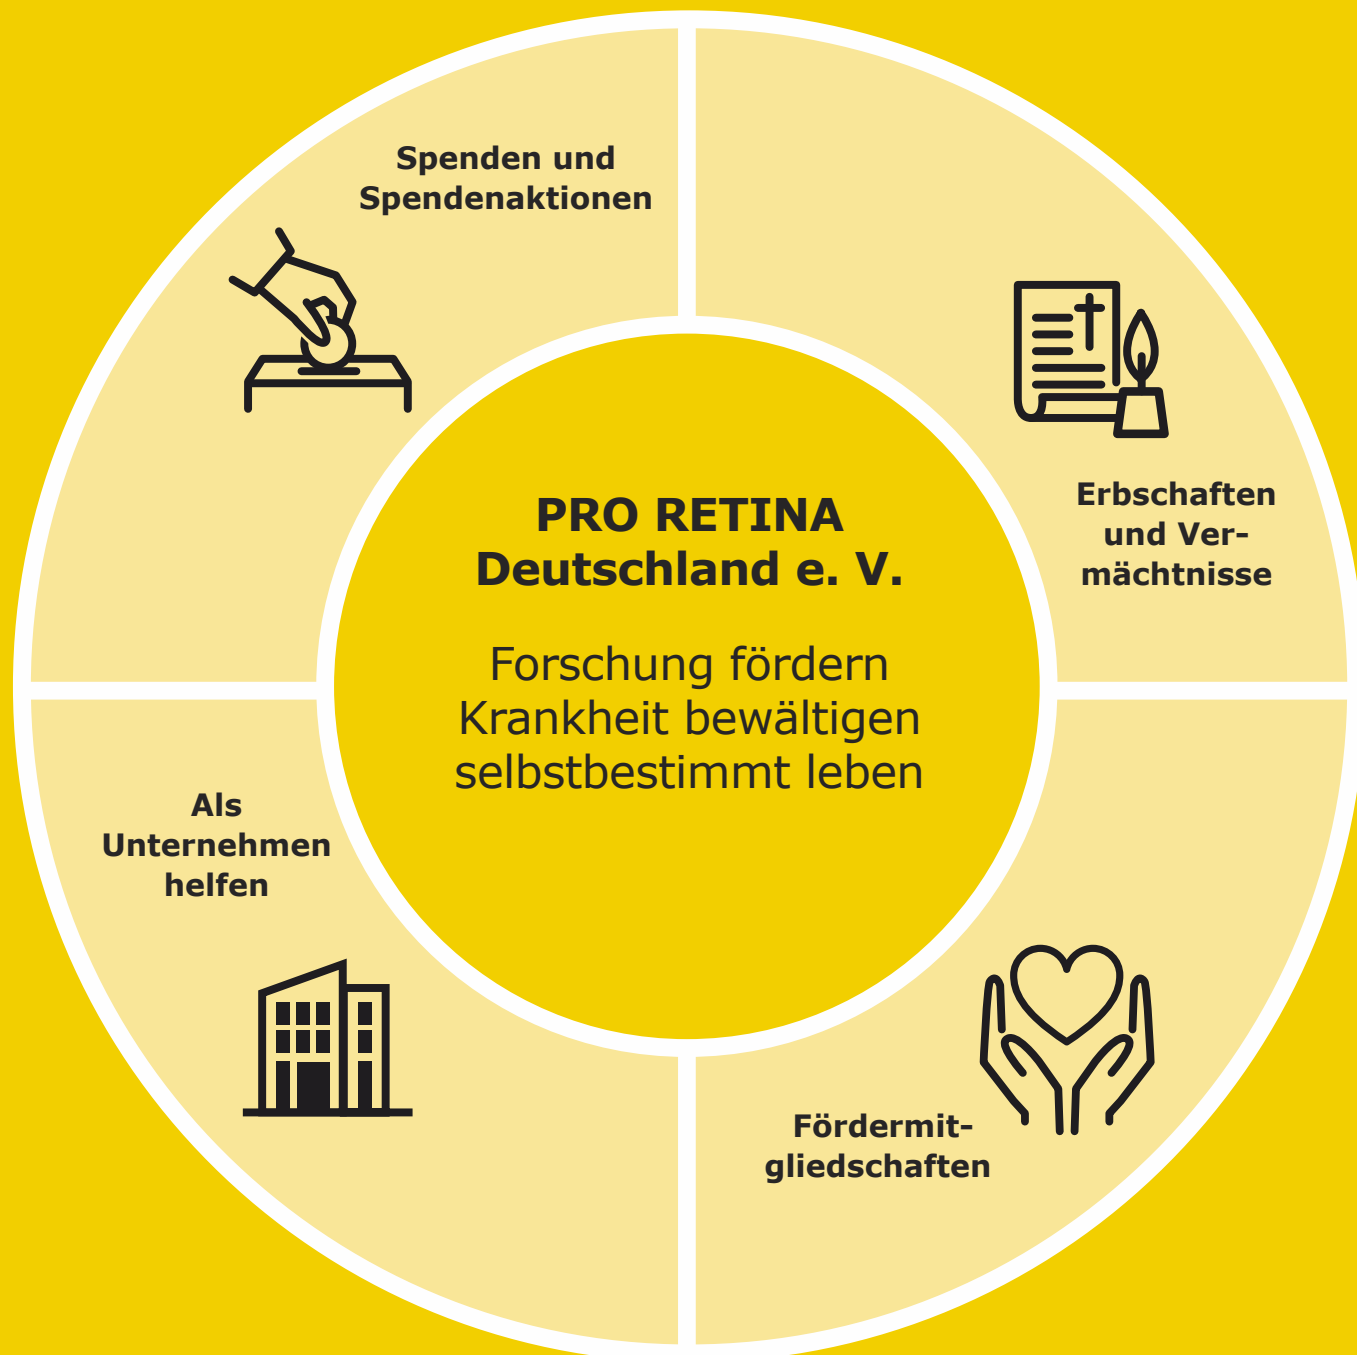 Spenden und
Spendenaktionen
Erbschaften
und Ver-
mächtnisse
PRO RETINA
Deutschland e. V.
Forschung fördern
Krankheit bewältigen
selbstbestimmt leben
Als
Unternehmen
helfen
Fördermit-
gliedschaften